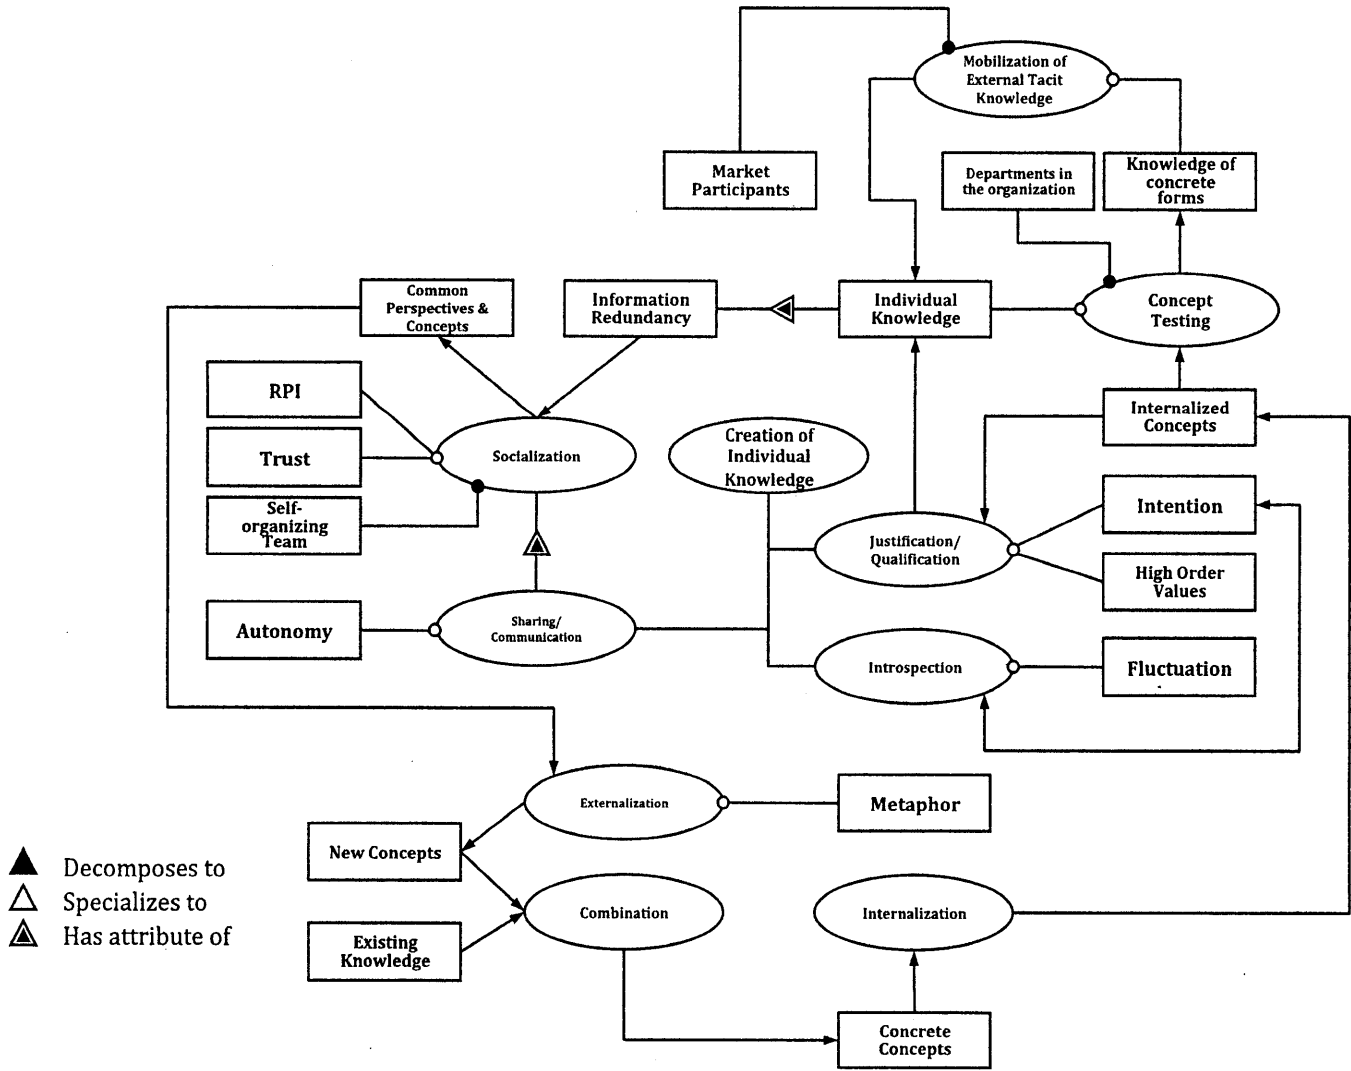 Mobilization of
External Tacit
Knowledge
Market
Participants
Departments in
the organization
Knowledge of
concrete
forms
Common
Perspectives &
Concepts
Information
Redundancy
Individual
Knowledge
Concept
Testing
RPI
Trust
Self-
organizing
Team
Socialization
Creation of
Individual
Knowledge
Internalized
Concepts
Intention
Justification/
Qualification
High Order
Values
Autonomy
Sharing/
Communication
Introspection
Fluctuation
Externalization
Metaphor
New Concepts
Existing
Knowledge
Combination
Internalization
Concrete
Concepts
Decomposes to
Specializes to
Has attribute of